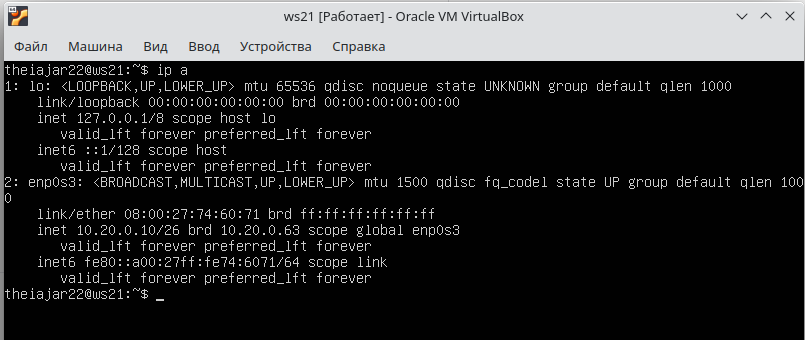 ws21 [Работает] - Oracle VM VirtualBox
Файл Машина Вид Ввод Устройства Справка
theiajar22@ws21:~$ ip a
1: lo: <LOOPBACK,UP,LOWER_UP> mtu 65536 qdisc noqueue state UNKNOWN group default qlen 1000
    link/loopback 00:00:00:00:00:00 brd 00:00:00:00:00:00
    inet 127.0.0.1/8 scope host lo
       valid_lft forever preferred_lft forever
    inet6 ::1/128 scope host
       valid_lft forever preferred_lft forever
2: enp0s3: <BROADCAST,MULTICAST,UP,LOWER_UP> mtu 1500 qdisc fq_codel state UP group default qlen 100
0
    link/ether 08:00:27:74:60:71 brd ff:ff:ff:ff:ff:ff
    inet 10.20.0.10/26 brd 10.20.0.63 scope global enp0s3
       valid_lft forever preferred_lft forever
    inet6 fe80::a00:27ff:fe74:6071/64 scope link
       valid_lft forever preferred_lft forever
theiajar22@ws21:~$ _